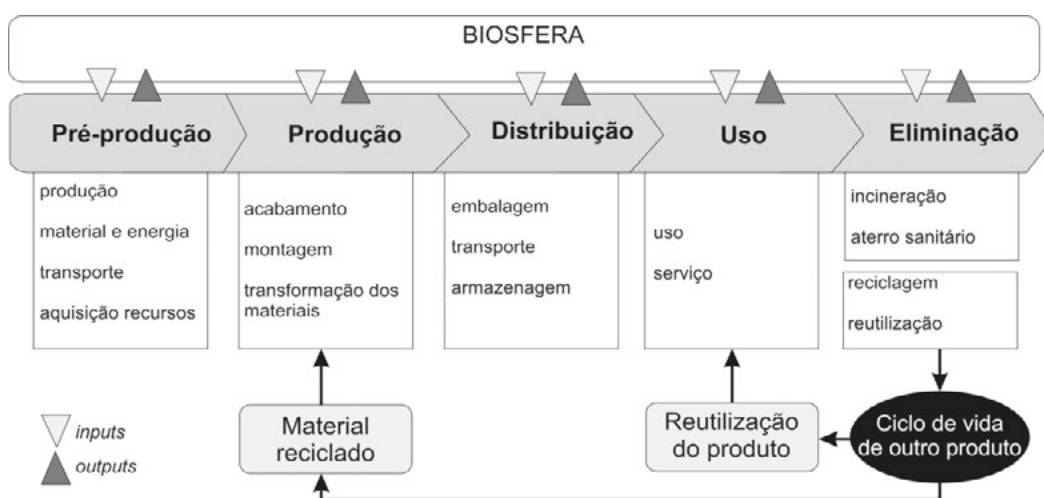 BIOSFERA
Pré-produção
Produção
Distribuição
Uso
Eliminação
produção
material e energia
transporte
aquisição recursos
acabamento
montagem
transformação dos
materiais
embalagem
transporte
armazenagem
uso
serviço
incineração
aterro sanitário
reciclagem
reutilização
inputs
outputs
Material
reciclado
Reutilização
do produto
Ciclo de vida
de outro produto